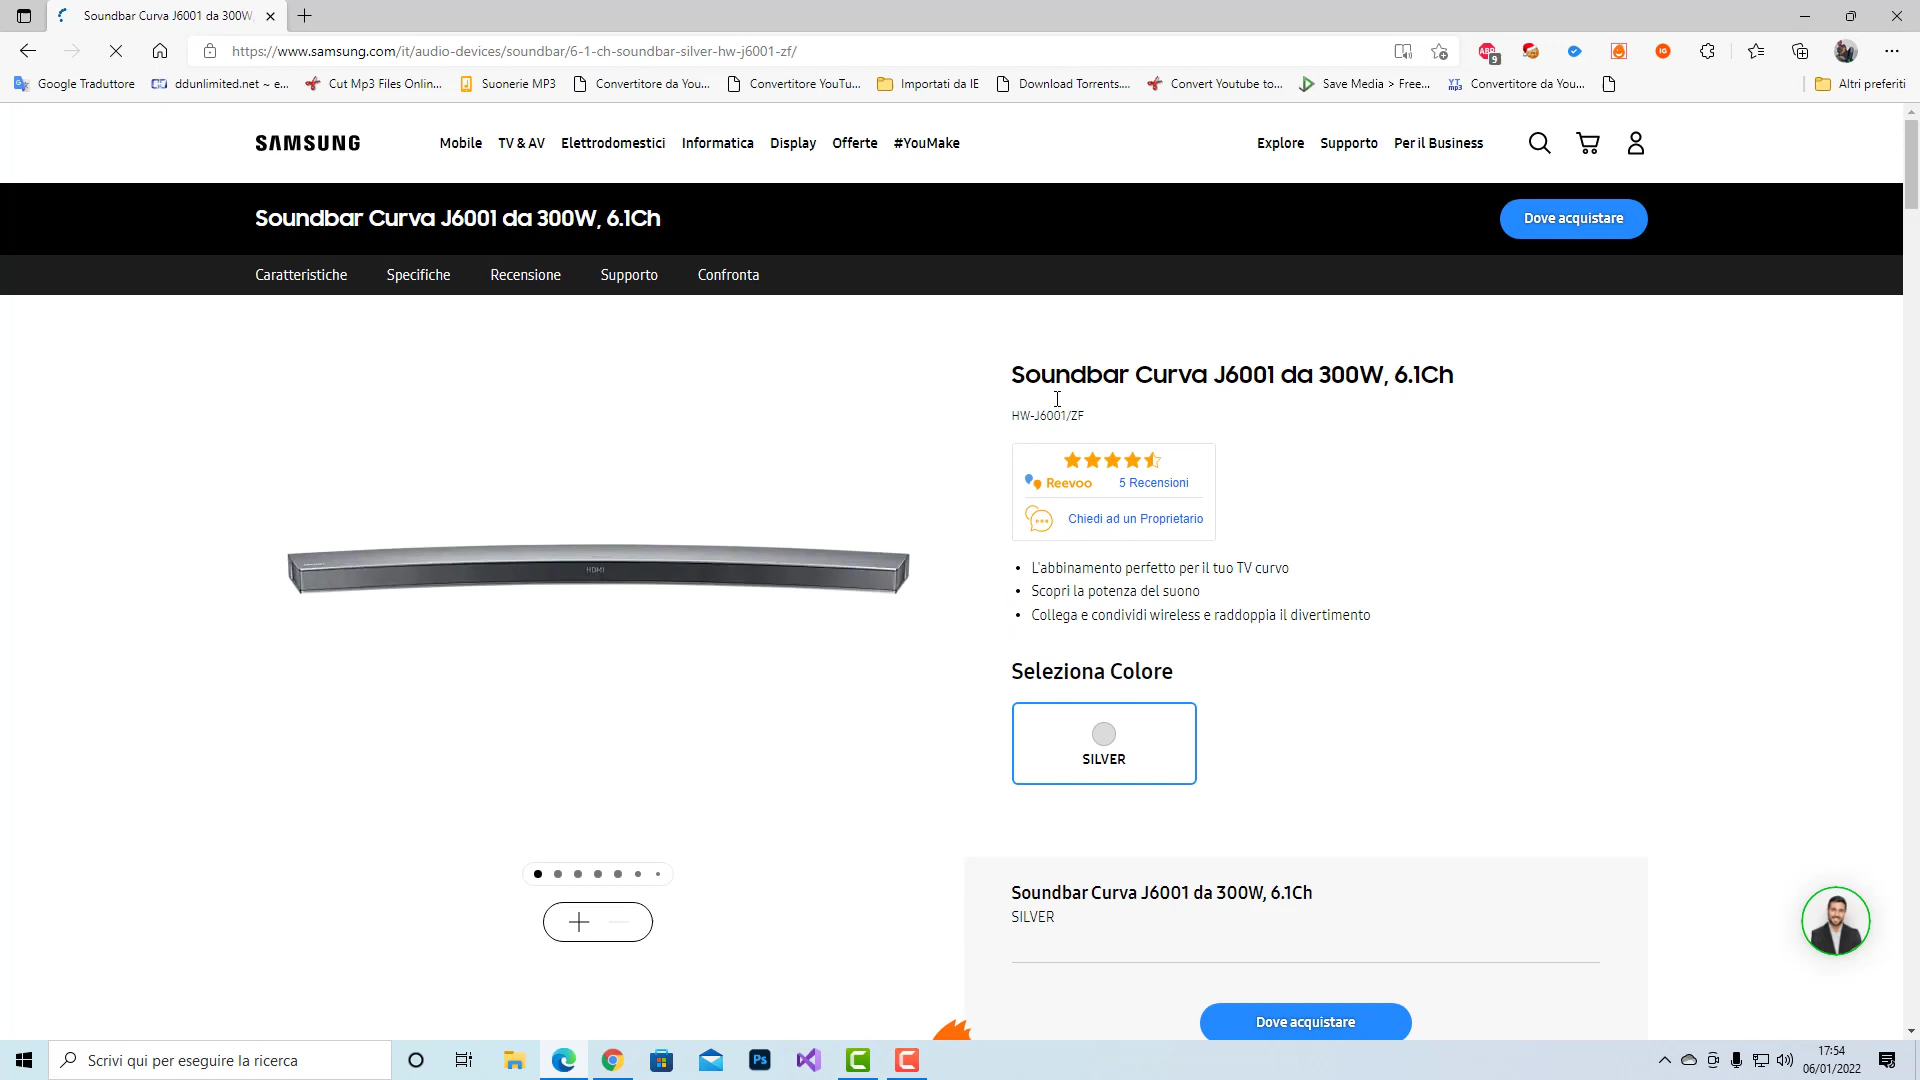 Soundbar Curva J6001 da 300W,
https://www.samsung.com/it/audio-devices/soundbar/6-1-ch-soundbar-silver-hw-j6001-zf/
ABP
9
IG
Google Traduttore
ddunlimited.net ~ e...
Cut Mp3 Files Onlin...
Suonerie MP3
Convertitore da You...
Convertitore YouTu...
Importati da IE
Download Torrents....
Convert Youtube to...
Save Media > Free...
YT mp3
Convertitore da You...
Altri preferiti
SAMSUNG
Mobile
TV & AV
Elettrodomestici
Informatica
Display
Offerte
#YouMake
Explore
Supporto
Per il Business
Soundbar Curva J6001 da 300W, 6.1Ch
Dove acquistare
Caratteristiche
Specifiche
Recensione
Supporto
Confronta
Soundbar Curva J6001 da 300W, 6.1Ch
HW-J6001/ZF
Reevoo
5 Recensioni
Chiedi ad un Proprietario
• L'abbinamento perfetto per il tuo TV curvo
• Scopri la potenza del suono
• Collega e condividi wireless e raddoppia il divertimento
HDMI
Seleziona Colore
SILVER
Soundbar Curva J6001 da 300W, 6.1Ch
SILVER
Dove acquistare
Scrivi qui per eseguire la ricerca
Ps
17:54
06/01/2022